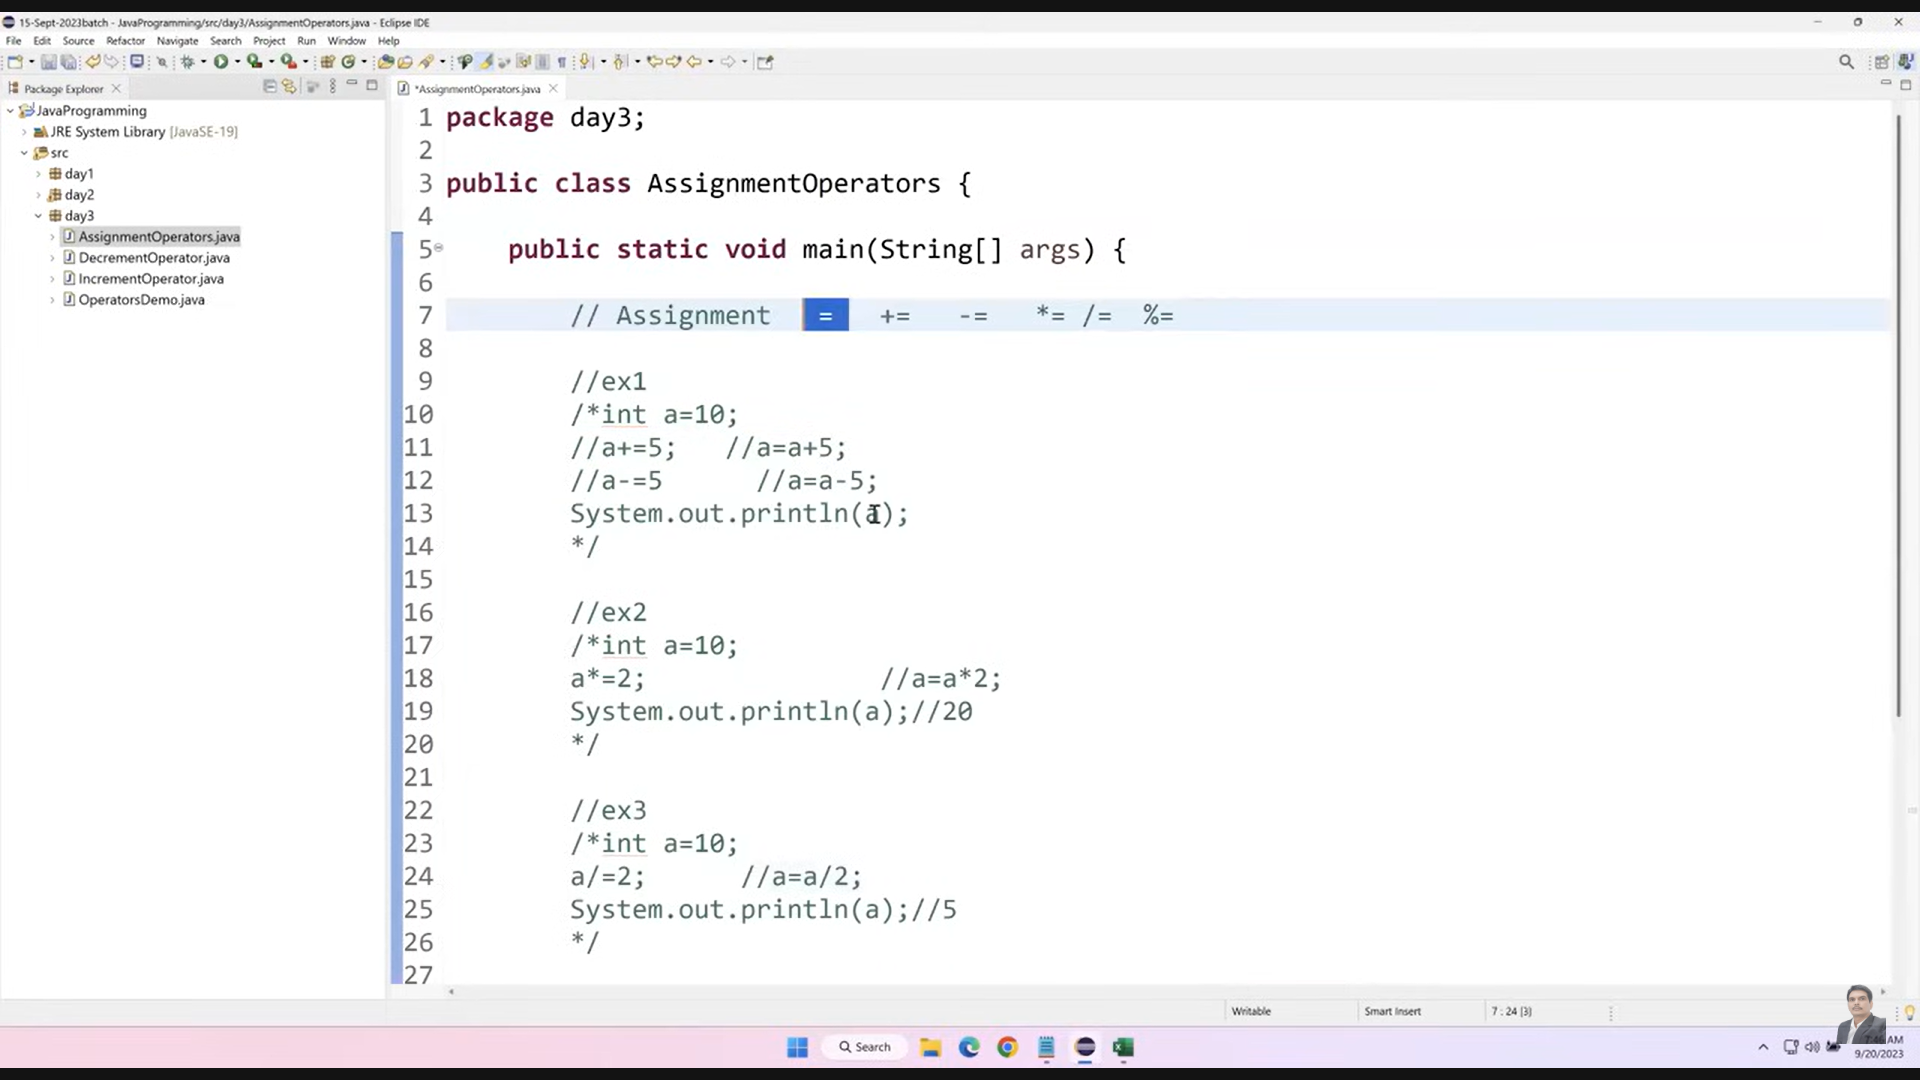 15-Sept-2023batch - JavaProgramming/src/day3/AssignmentOperators.java - Eclipse IDE
File Edit Source Refactor Navigate Search Project Run Window Help
Package Explorer
JavaProgramming
JRE System Library [JavaSE-19]
src
day1
day2
day3
AssignmentOperators.java
DecrementOperator.java
IncrementOperator.java
OperatorsDemo.java
*AssignmentOperators.java
1 package day3;
2
3 public class AssignmentOperators {
4
5 public static void main(String[] args) {
6
7 // Assignment = += -= *= /= %=
8
9 //ex1
10 /*int a=10;
11 //a+=5; //a=a+5;
12 //a-=5 //a=a-5;
13 System.out.println(a);
14 */
15
16 //ex2
17 /*int a=10;
18 a*=2; //a=a*2;
19 System.out.println(a);//20
20 */
21
22 //ex3
23 /*int a=10;
24 a/=2; //a=a/2;
25 System.out.println(a);//5
26 */
27
Writable Smart Insert 7 : 24 [3]
Search
AM
9/20/2023